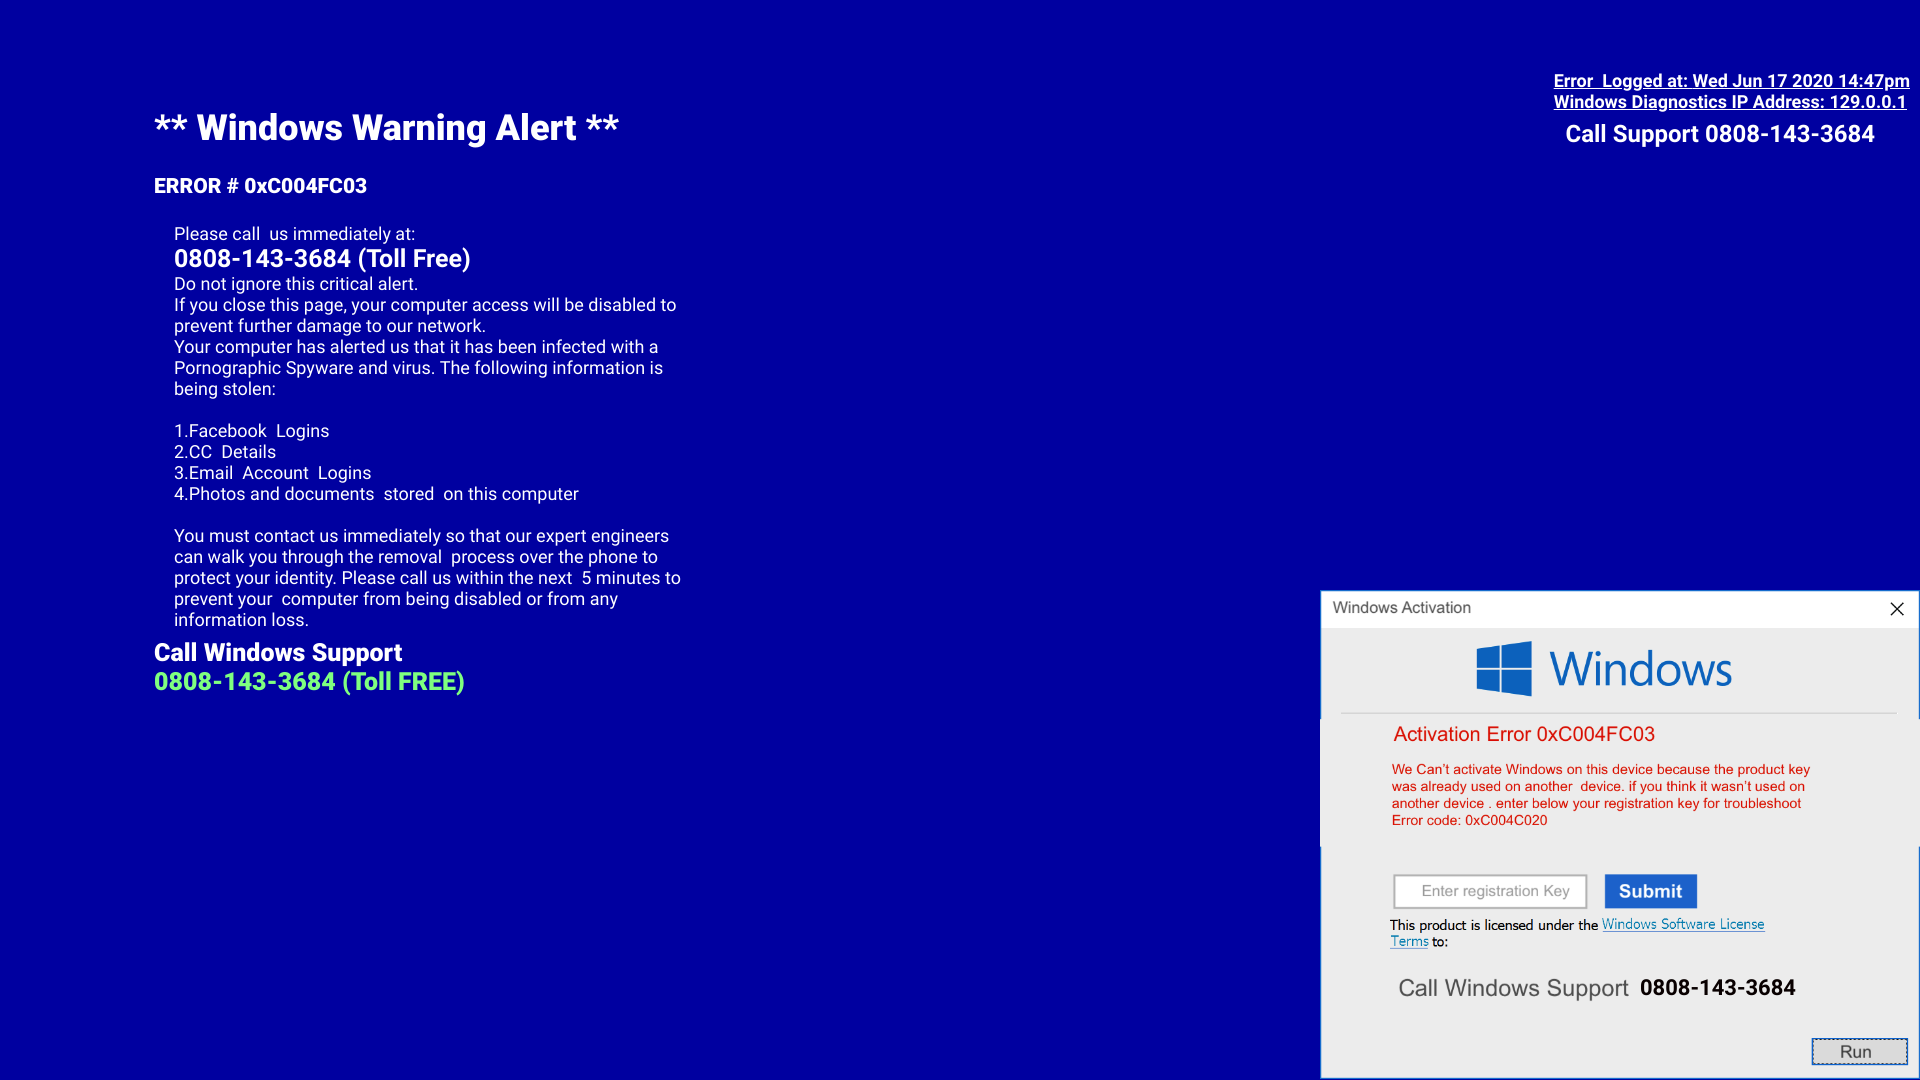 Error Logged at: Wed Jun 17 2020 14:47pm
Windows Diagnostics IP Address: 129.0.0.1
Call Support 0808-143-3684
** Windows Warning Alert **
ERROR # 0xC004FC03
Please call us immediately at:
0808-143-3684 (Toll Free)
Do not ignore this critical alert.
If you close this page, your computer access will be disabled to
prevent further damage to our network.
Your computer has alerted us that it has been infected with a
Pornographic Spyware and virus. The following information is
being stolen:
1.Facebook Logins
2.CC Details
3.Email Account Logins
4.Photos and documents stored on this computer
You must contact us immediately so that our expert engineers
can walk you through the removal process over the phone to
protect your identity. Please call us within the next 5 minutes to
prevent your computer from being disabled or from any
information loss.
Call Windows Support
0808-143-3684 (Toll FREE)
Windows Activation
Windows
Activation Error 0xC004FC03
We Can't activate Windows on this device because the product key
was already used on another device. if you think it wasn't used on
another device . enter below your registration key for troubleshoot
Error code: 0xC004C020
Enter registration Key
Submit
This product is licensed under the Windows Software License
Terms to:
Call Windows Support 0808-143-3684
Run